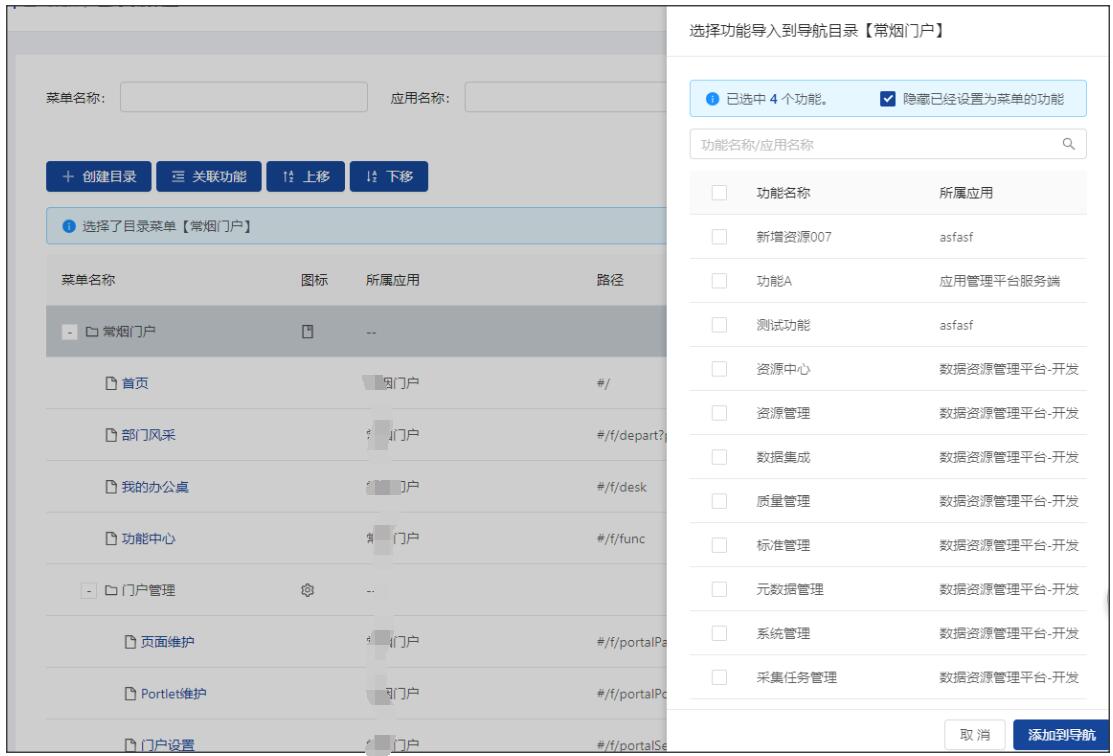 选择功能导入到导航目录【常烟门户】
菜单名称:
应用名称:
已选中 4 个功能。
隐藏已经设置为菜单的功能
功能名称/应用名称
创建目录
关联功能
上移
下移
选择了目录菜单【常烟门户】
菜单名称 图标 所属应用 路径
常烟门户 --
首页 烟门户 #/
部门风采 门户 #/f/depart?
我的办公桌 门户 #/f/desk
功能中心 门户 #/f/func
门户管理 --
页面维护 门户 #/f/portalPa
Portlet维护 门户 #/f/portalPo
门户设置 门户 #/f/portalSe
功能名称 所属应用
新增资源007 asfasf
功能A 应用管理平台服务端
测试功能 asfasf
资源中心 数据资源管理平台-开发
资源管理 数据资源管理平台-开发
数据集成 数据资源管理平台-开发
质量管理 数据资源管理平台-开发
标准管理 数据资源管理平台-开发
元数据管理 数据资源管理平台-开发
系统管理 数据资源管理平台-开发
采集任务管理 数据资源管理平台-开发
取消
添加到导航